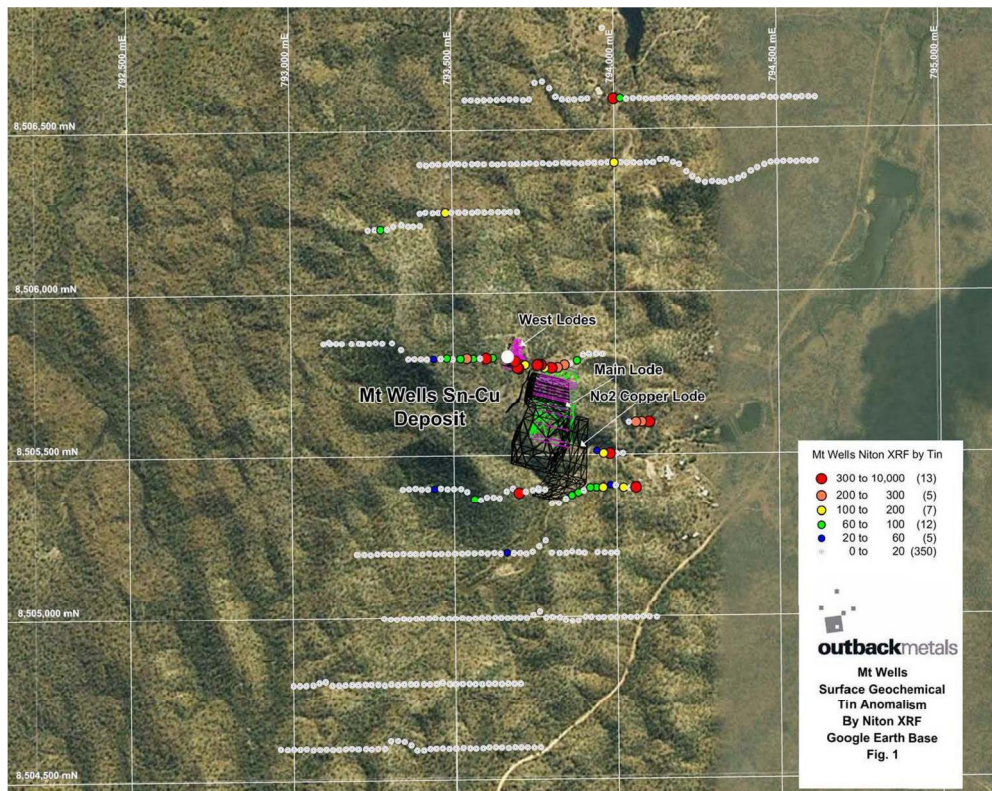 792,500 mE
793,000 mE
793,500 mE
794,000 mE
794,500 mE
795,000 mE
8,506,500 mN
8,506,000 mN
West Lodes
Main Lode
Mt Wells Sn-Cu
Deposit
No2 Copper Lode
8,505,500 mN
8,505,000 mN
8,504,500 mN
Mt Wells Niton XRF by Tin
300 to 10,000 (13)
200 to 300 (5)
100 to 200 (7)
60 to 100 (12)
20 to 60 (5)
0 to 20 (350)
outbackmetals
Mt Wells
Surface Geochemical
Tin Anomalism
By Niton XRF
Google Earth Base
Fig. 1